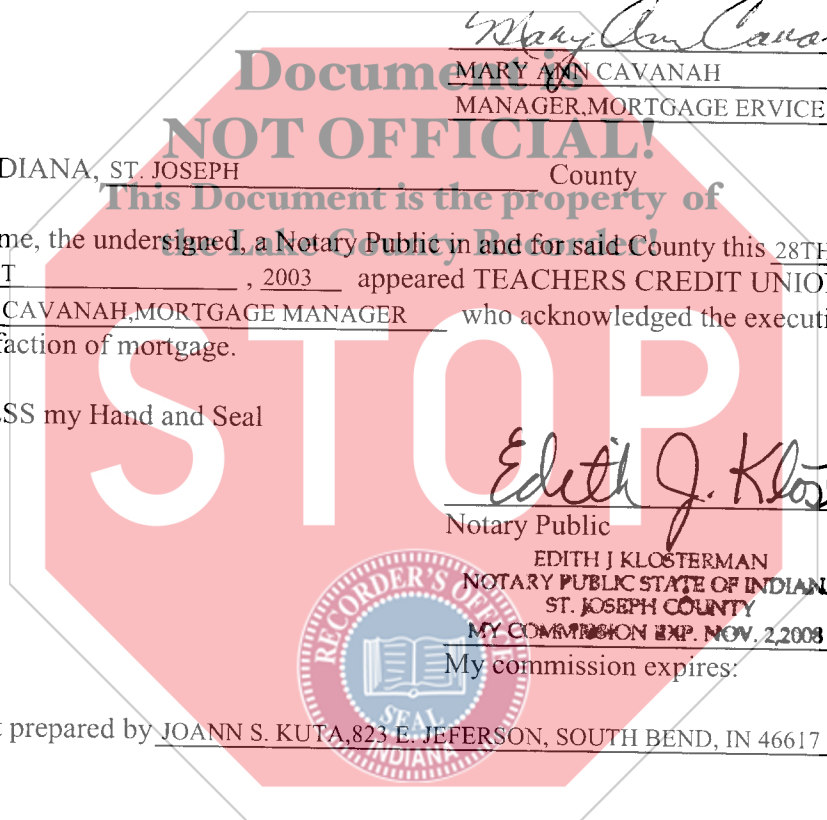 Mary Ann Cava
MARY ANN CAVANAH
MANAGER,MORTGAGE ERVICE
Document is
NOT OFFICIAL!
DIANA, ST. JOSEPH County
This Document is the property of
the Lake County Recorder!
me, the undersigned, a Notary Public in and for said County this 28TH
T , 2003 appeared TEACHERS CREDIT UNIO
CAVANAH,MORTGAGE MANAGER who acknowledged the executi
faction of mortgage.
STOP
SS my Hand and Seal
Edith J. Klos
Notary Public
EDITH J KLOSTERMAN
NOTARY PUBLIC STATE OF INDIANA
ST. JOSEPH COUNTY
MY COMMISSION EXP. NOV. 2,2008
My commission expires:
RECORDER'S OFFICE
SEAL
INDIANA
t prepared by JOANN S. KUTA,823 E. JEFERSON, SOUTH BEND, IN 46617